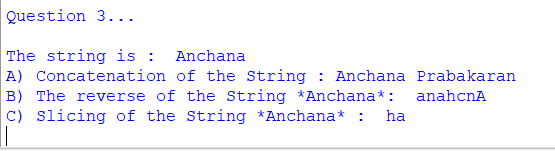 Question 3...
The string is :  Anchana
A) Concatenation of the String : Anchana Prabakaran
B) The reverse of the String *Anchana*:  anahcnA
C) Slicing of the String *Anchana* :  ha